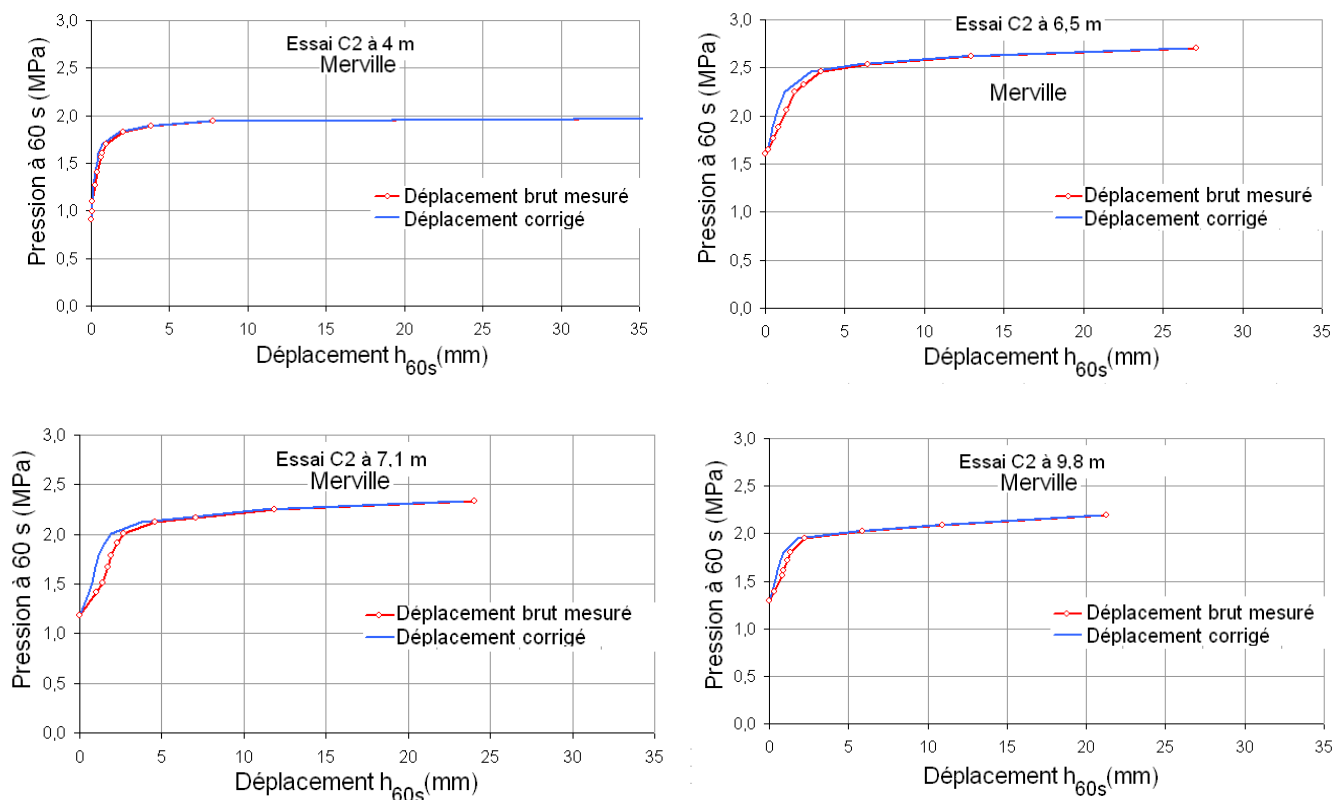 Essai C2 à 4 m
Merville
Pression à 60 s (MPa)
3,0
2,5
2,0
1,5
1,0
0,5
0,0
Déplacement brut mesuré
Déplacement corrigé
0 5 10 15 20 25 30 35
Déplacement h60s(mm)
Essai C2 à 6,5 m
Merville
Pression à 60 s (MPa)
3,0
2,5
2,0
1,5
1,0
0,5
0,0
Déplacement brut mesuré
Déplacement corrigé
0 5 10 15 20 25 30 35
Déplacement h60s(mm)
Essai C2 à 7,1 m
Merville
Pression à 60 s (MPa)
3,0
2,5
2,0
1,5
1,0
0,5
0,0
Déplacement brut mesuré
Déplacement corrigé
0 5 10 15 20 25 30 35
Déplacement h60s(mm)
Essai C2 à 9,8 m
Merville
Pression à 60 s (MPa)
3,0
2,5
2,0
1,5
1,0
0,5
0,0
Déplacement brut mesuré
Déplacement corrigé
0 5 10 15 20 25 30 35
Déplacement h60s(mm)